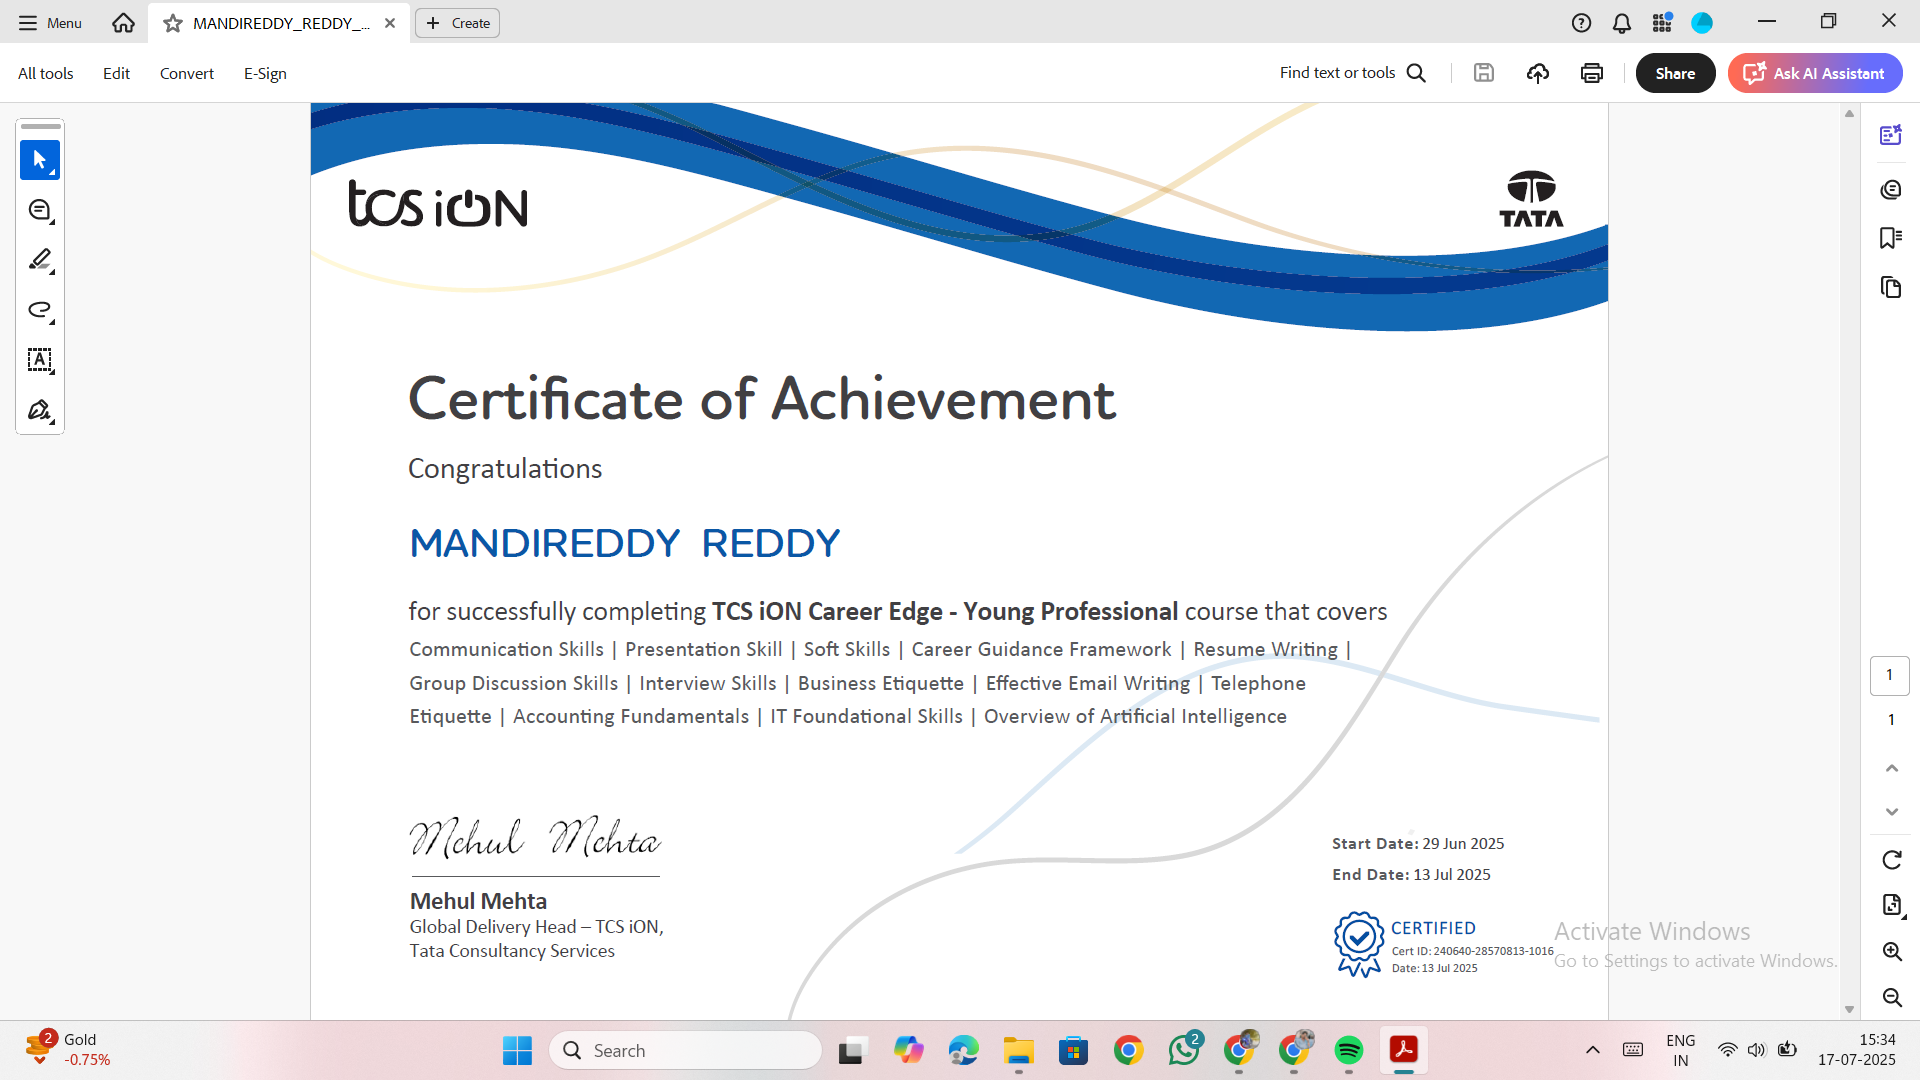 Menu
MANDIREDDY_REDDY_...
Create
All tools
Edit
Convert
E-Sign
Find text or tools
Share
Ask AI Assistant
tcs iON
TATA
Certificate of Achievement
Congratulations
MANDIREDDY REDDY
for successfully completing TCS iON Career Edge - Young Professional course that covers
Communication Skills | Presentation Skill | Soft Skills | Career Guidance Framework | Resume Writing |
Group Discussion Skills | Interview Skills | Business Etiquette | Effective Email Writing | Telephone
Etiquette | Accounting Fundamentals | IT Foundational Skills | Overview of Artificial Intelligence
Mehul Mehta
Mehul Mehta
Global Delivery Head – TCS iON,
Tata Consultancy Services
Start Date: 29 Jun 2025
End Date: 13 Jul 2025
CERTIFIED
Cert ID: 240640-28570813-1016
Date: 13 Jul 2025
Activate Windows
Go to Settings to activate Windows.
1
1
2
Gold
-0.75%
Search
2
ENG
IN
15:34
17-07-2025